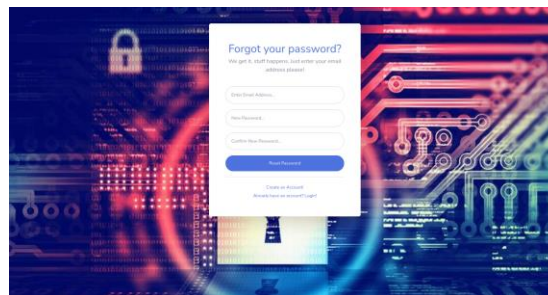 Forgot your password?
We get it, stuff happens. Just enter your email
address please!
Enter Email Address...
New Password...
Confirm New Password...
Reset Password
Create an Account!
Already have an account? Login!